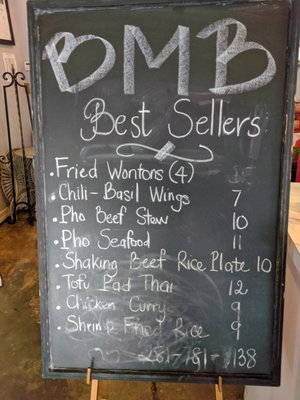 BMB
Best Sellers
• Fried Wontons (4)
• Chili-Basil Wings 7
• Pho Beef Stew 10
• Pho Seafood 11
• Shaking Beef Rice Plate 10
• Tofu Pad Thai 12
• Chicken Curry 9
• Shrimp Fried Rice 9